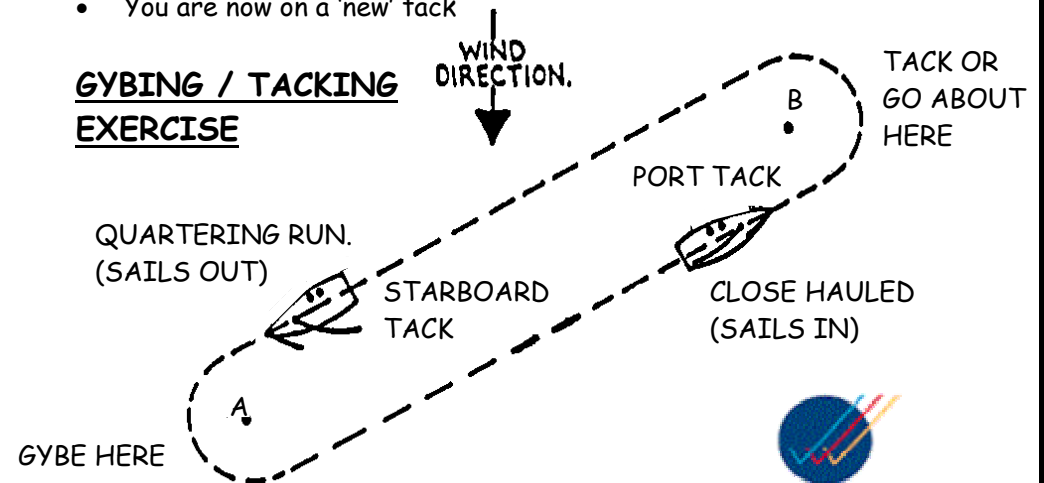 • You are now on a 'new' tack
WIND
DIRECTION.
GYBING / TACKING
EXERCISE
TACK OR
GO ABOUT
HERE
B
PORT TACK
QUARTERING RUN.
(SAILS OUT)
STARBOARD
TACK
CLOSE HAULED
(SAILS IN)
A
GYBE HERE